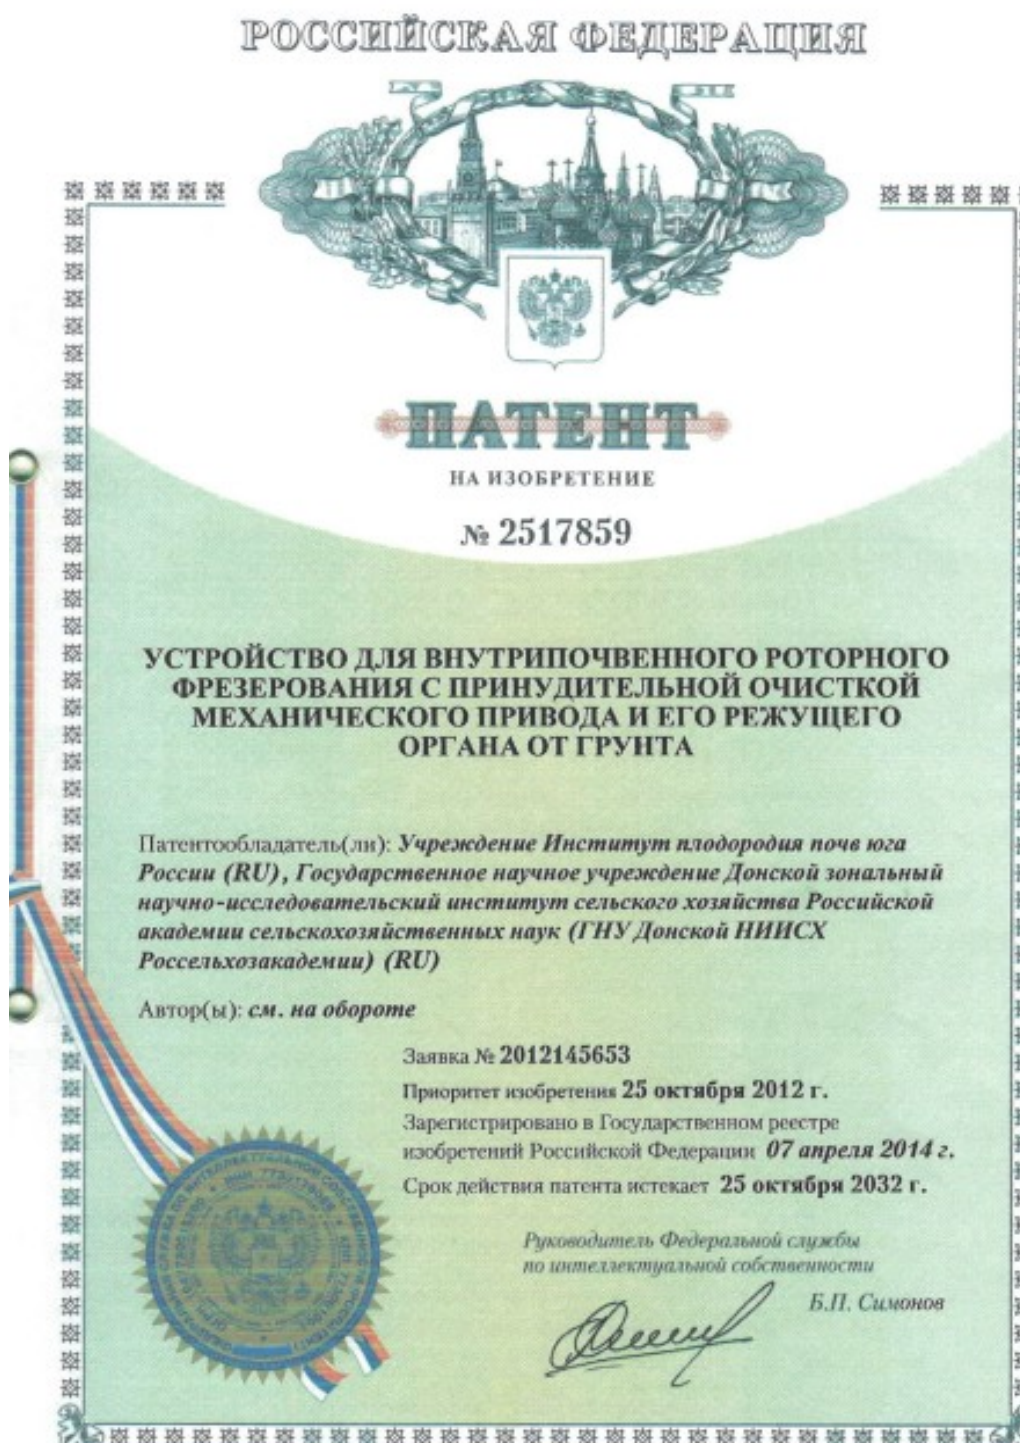 РОССИЙСКАЯ ФЕДЕРАЦИЯ
ПАТЕНТ
НА ИЗОБРЕТЕНИЕ
№ 2517859
УСТРОЙСТВО ДЛЯ ВНУТРИПОЧВЕННОГО РОТОРНОГО
ФРЕЗЕРОВАНИЯ С ПРИНУДИТЕЛЬНОЙ ОЧИСТКОЙ
МЕХАНИЧЕСКОГО ПРИВОДА И ЕГО РЕЖУЩЕГО
ОРГАНА ОТ ГРУНТА
Патентообладатель(ли): Учреждение Институт плодородия почв юга
России (RU), Государственное научное учреждение Донской зональный
научно-исследовательский институт сельского хозяйства Российской
академии сельскохозяйственных наук (ГНУ Донской НИИСХ
Россельхозакадемии) (RU)
Автор(ы): см. на обороте
Заявка № 2012145653
Приоритет изобретения 25 октября 2012 г.
Зарегистрировано в Государственном реестре
изобретений Российской Федерации 07 апреля 2014 г.
Срок действия патента истекает 25 октября 2032 г.
Руководитель Федеральной службы
по интеллектуальной собственности
Б.П. Симонов